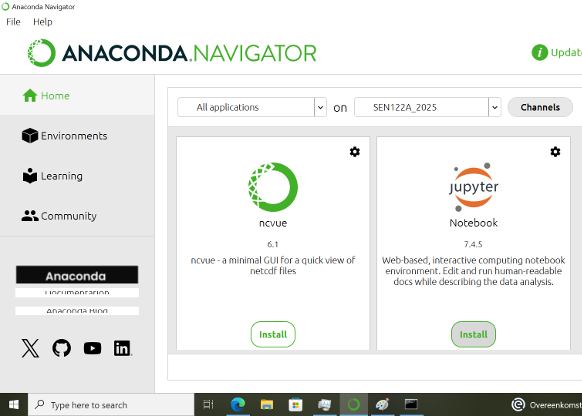 Anaconda Navigator
File Help
ANACONDA.NAVIGATOR
Updat
Home
All applications on SEN122A_2025 Channels
Environments
Learning
Community
ncvue
6.1
ncvue - a minimal GUI for a quick view of
netcdf files
Install
jupyter
Notebook
7.4.5
Web-based, interactive computing notebook
environment. Edit and run human-readable
docs while describing the data analysis.
Install
Anaconda
Documentation
Anaconda Blog
Type here to search
Overeenkomst